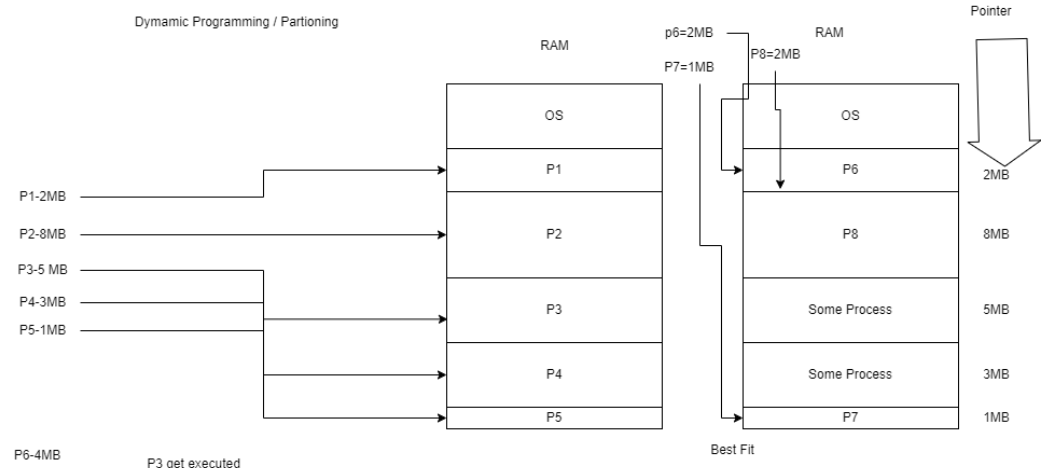 Dymamic Programming / Partioning
Pointer
p6=2MB
RAM
RAM
P8=2MB
P7=1MB
OS
OS
P1
P6
2MB
P1-2MB
P2-8MB
P2
P8
8MB
P3-5 MB
P4-3MB
P3
Some Process
5MB
P5-1MB
P4
Some Process
3MB
P5
P7
1MB
Best Fit
P6-4MB
P3 get executed